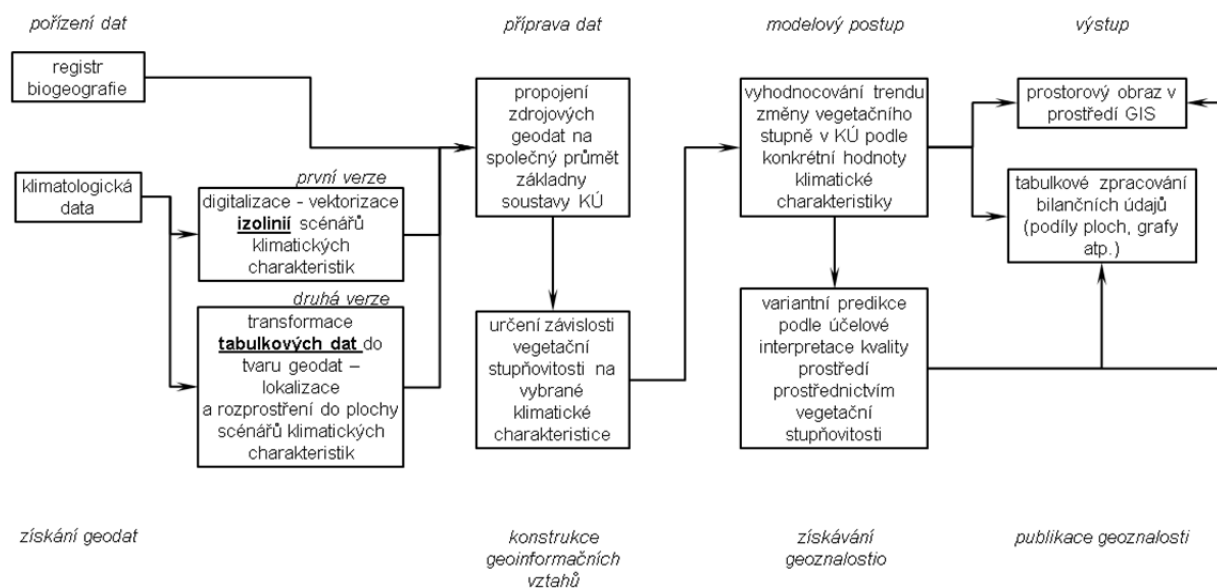 pořízení dat
příprava dat
modelový postup
výstup
registr
biogeografie
klimatologická
data
první verze
digitalizace - vektorizace
izolinií scénářů
klimatických
charakteristik
druhá verze
transformace
tabulkových dat do
tvaru geodat –
lokalizace
a rozprostření do plochy
scénářů klimatických
charakteristik
propojení
zdrojových
geodat na
společný průmět
základny
soustavy KÚ
určení závislosti
vegetační
stupňovitosti na
vybrané
klimatické
charakteristice
vyhodnocování trendu
změny vegetačního
stupně v KÚ podle
konkrétní hodnoty
klimatické
charakteristiky
variantní predikce
podle účelové
interpretace kvality
prostředí
prostřednictvím
vegetační
stupňovitosti
prostorový obraz v
prostředí GIS
tabulkové zpracování
bilančních údajů
(podíly ploch, grafy
atp.)
získání geodat
konstrukce
geoinformačních
vztahů
získávání
geoznalostio
publikace geoznalosti